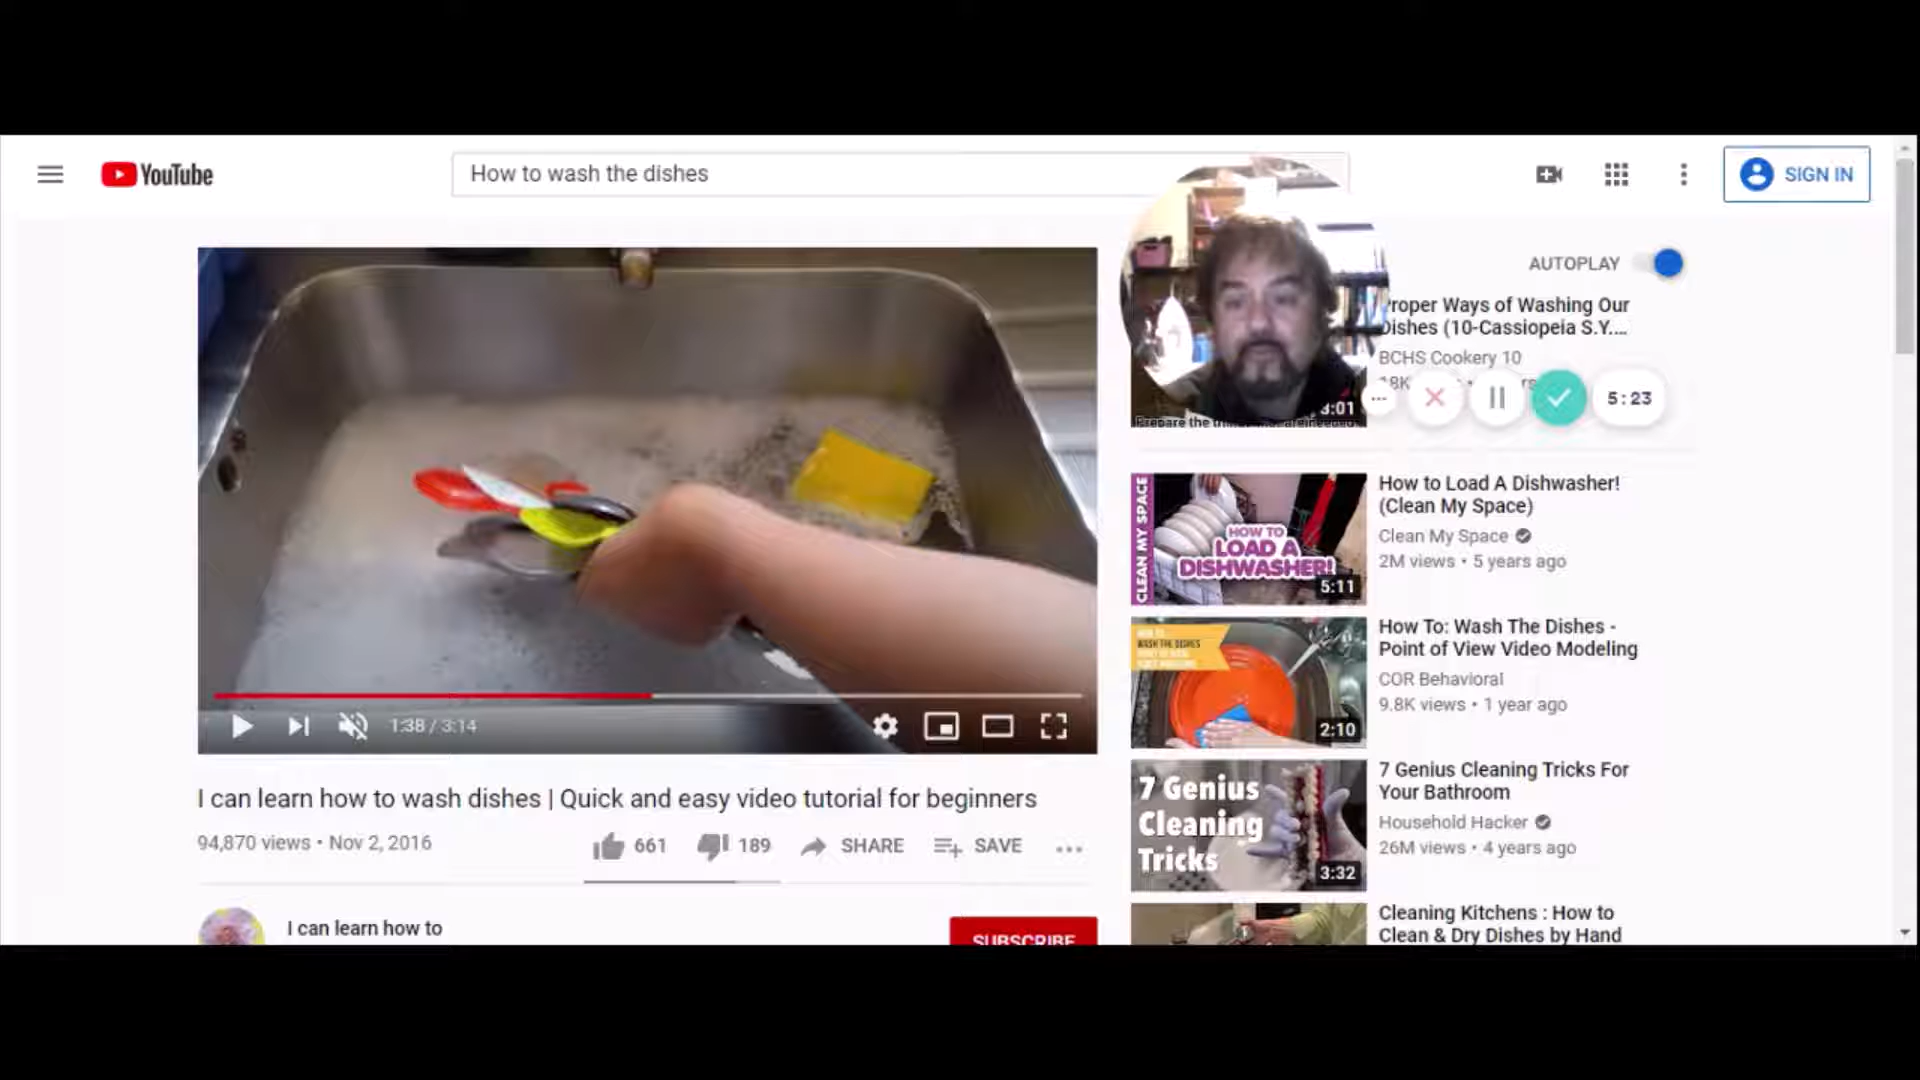 YouTube
How to wash the dishes
SIGN IN
AUTOPLAY
Proper Ways of Washing Our
Dishes (10-Cassiopeia S.Y....
BCHS Cookery 10
3:01
5:23
CLEAN MY SPACE
HOW TO
LOAD A
DISHWASHER!
5:11
How to Load A Dishwasher!
(Clean My Space)
Clean My Space
2M views • 5 years ago
WASH THE DISHES
2:10
How To: Wash The Dishes -
Point of View Video Modeling
COR Behavioral
9.8K views • 1 year ago
7 Genius
Cleaning
Tricks
3:32
7 Genius Cleaning Tricks For
Your Bathroom
Household Hacker
26M views • 4 years ago
Cleaning Kitchens : How to
Clean & Dry Dishes by Hand
1:38 / 3:14
I can learn how to wash dishes | Quick and easy video tutorial for beginners
94,870 views • Nov 2, 2016
661
189
SHARE
SAVE
I can learn how to
SUBSCRIBE